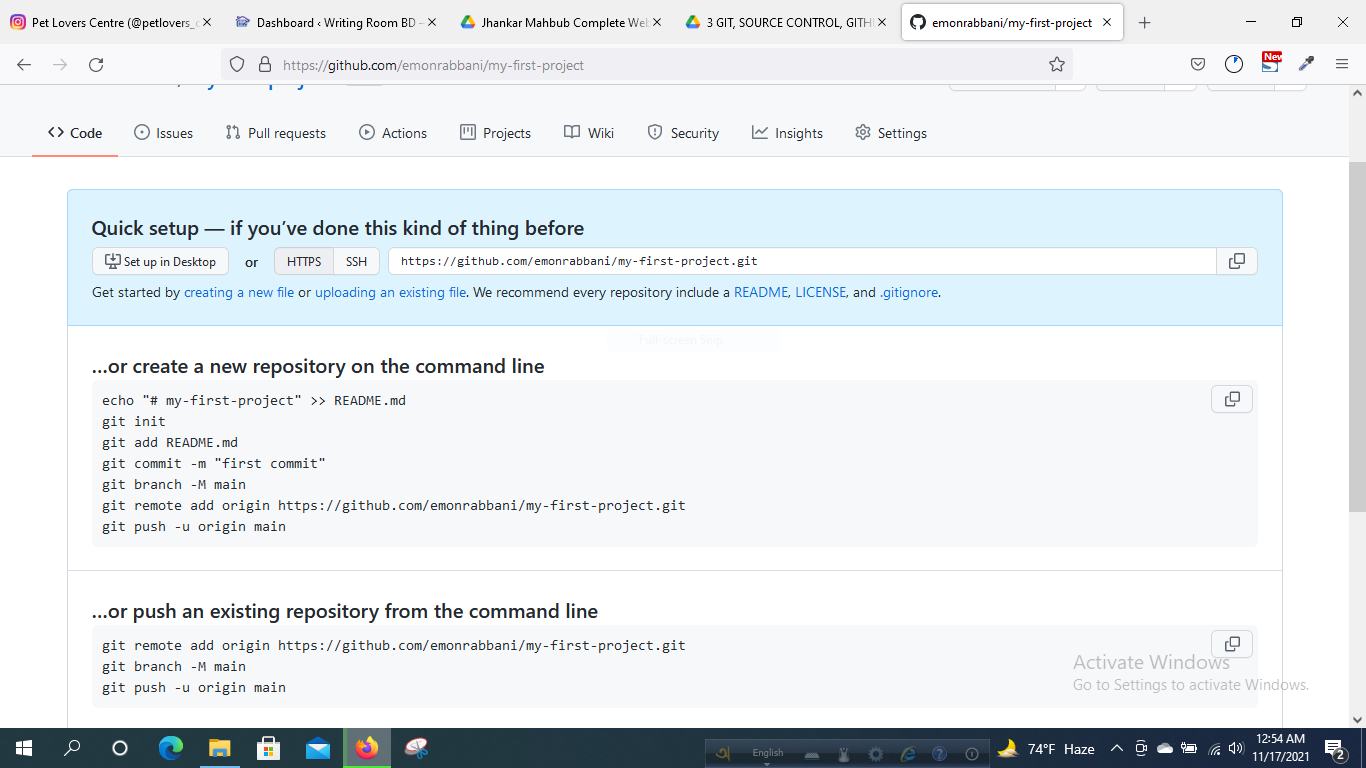 Pet Lovers Centre (@petlovers_c
Dashboard ‹ Writing Room BD –
Jhankar Mahbub Complete Web
3 GIT, SOURCE CONTROL, GITH
emonrabbani/my-first-project
https://github.com/emonrabbani/my-first-project
New
Code
Issues
Pull requests
Actions
Projects
Wiki
Security
Insights
Settings
Quick setup — if you’ve done this kind of thing before
Set up in Desktop or HTTPS SSH https://github.com/emonrabbani/my-first-project.git
Get started by creating a new file or uploading an existing file. We recommend every repository include a README, LICENSE, and .gitignore.
Full-screen Snip
…or create a new repository on the command line
echo "# my-first-project" >> README.md
git init
git add README.md
git commit -m "first commit"
git branch -M main
git remote add origin https://github.com/emonrabbani/my-first-project.git
git push -u origin main
…or push an existing repository from the command line
git remote add origin https://github.com/emonrabbani/my-first-project.git
git branch -M main
git push -u origin main
Activate Windows
Go to Settings to activate Windows.
English
74°F Haze
12:54 AM
11/17/2021
2